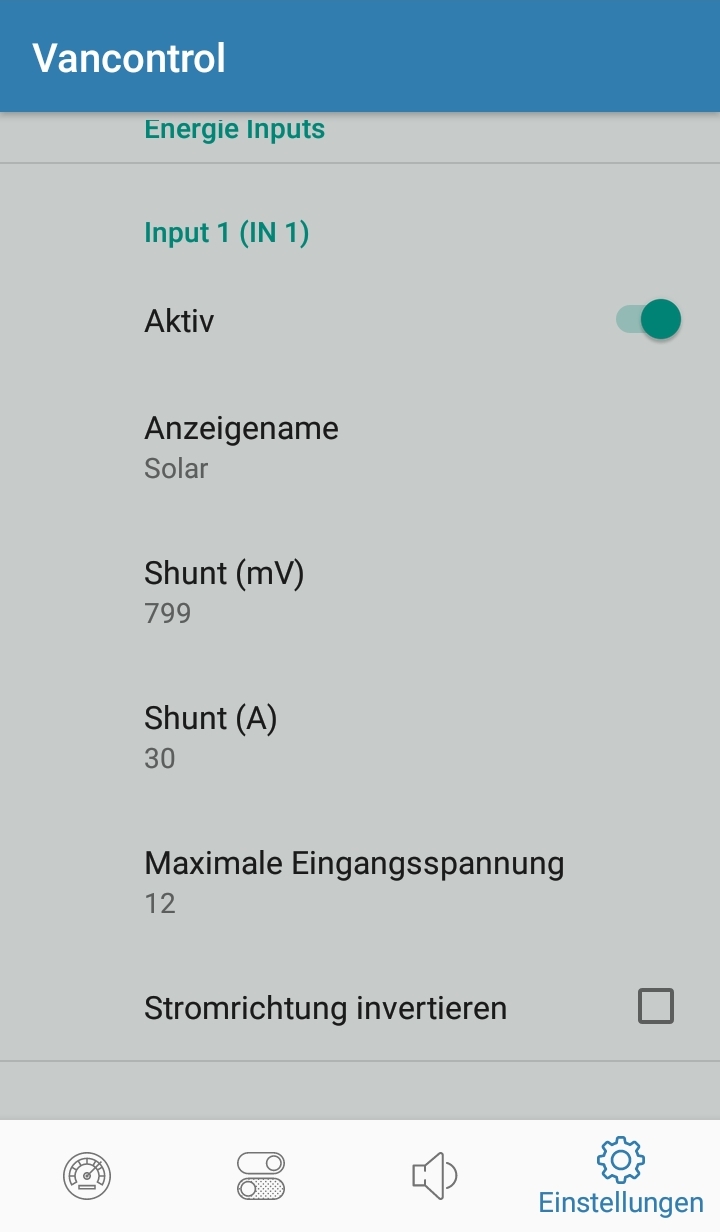 Vancontrol
Energie Inputs
Input 1 (IN 1)
Aktiv
Anzeigename
Solar
Shunt (mV)
799
Shunt (A)
30
Maximale Eingangsspannung
12
Stromrichtung invertieren
Einstellungen